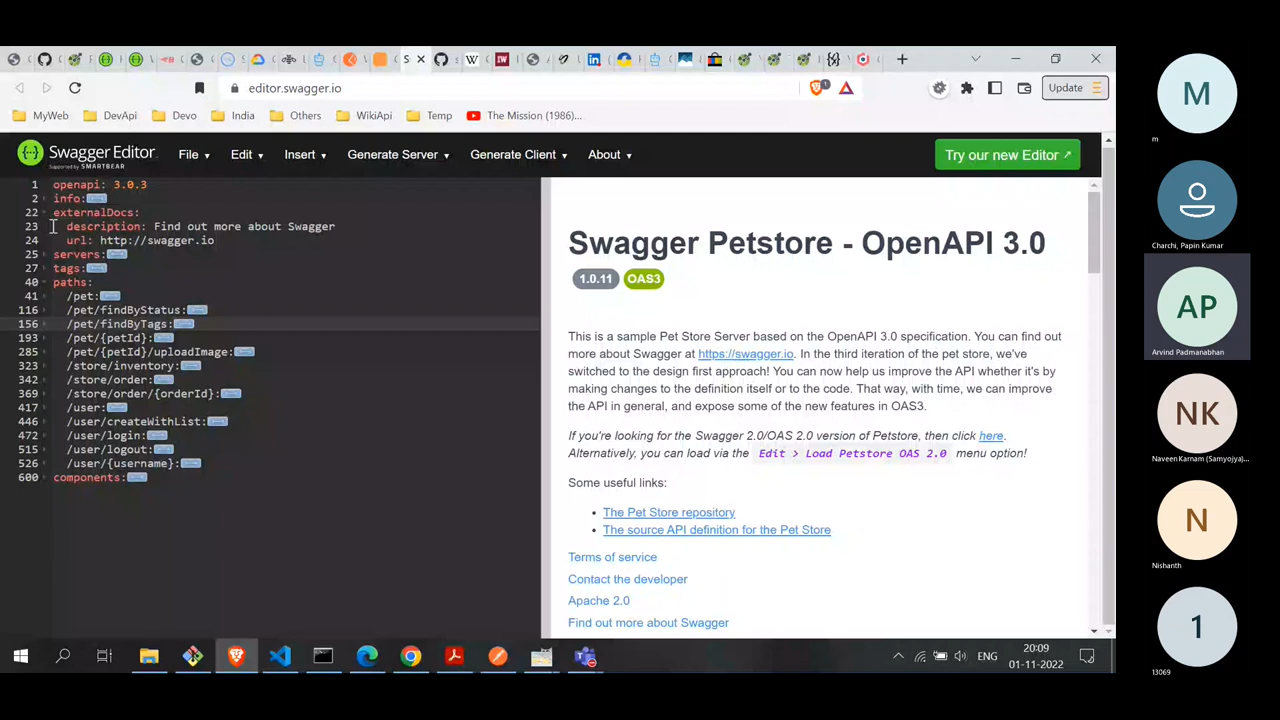 editor.swagger.io
1
Update
MyWeb
DevApi
Devo
India
Others
WikiApi
Temp
The Mission (1986)...
Swagger Editor.
Supported by SMARTBEAR
File
Edit
Insert
Generate Server
Generate Client
About
Try our new Editor
1 openapi: 3.0.3
2 info:
22 externalDocs:
23 description: Find out more about Swagger
24 url: http://swagger.io
25 servers:
27 tags:
40 paths:
41 /pet:
116 /pet/findByStatus:
156 /pet/findByTags:
193 /pet/{petId}:
285 /pet/{petId}/uploadImage:
323 /store/inventory:
342 /store/order:
369 /store/order/{orderId}:
417 /user:
446 /user/createWithList:
472 /user/login:
515 /user/logout:
526 /user/{username}:
600 components:
Swagger Petstore - OpenAPI 3.0
1.0.11 OAS3
This is a sample Pet Store Server based on the OpenAPI 3.0 specification. You can find out
more about Swagger at https://swagger.io. In the third iteration of the pet store, we've
switched to the design first approach! You can now help us improve the API whether it's by
making changes to the definition itself or to the code. That way, with time, we can improve
the API in general, and expose some of the new features in OAS3.
If you're looking for the Swagger 2.0/OAS 2.0 version of Petstore, then click here.
Alternatively, you can load via the Edit > Load Petstore OAS 2.0 menu option!
Some useful links:
The Pet Store repository
The source API definition for the Pet Store
Terms of service
Contact the developer
Apache 2.0
Find out more about Swagger
ENG
20:09
01-11-2022
M
m
Charchi, Papin Kumar
AP
Arvind Padmanabhan
NK
Naveen Karnam (Samyojya)...
N
Nishanth
1
13069